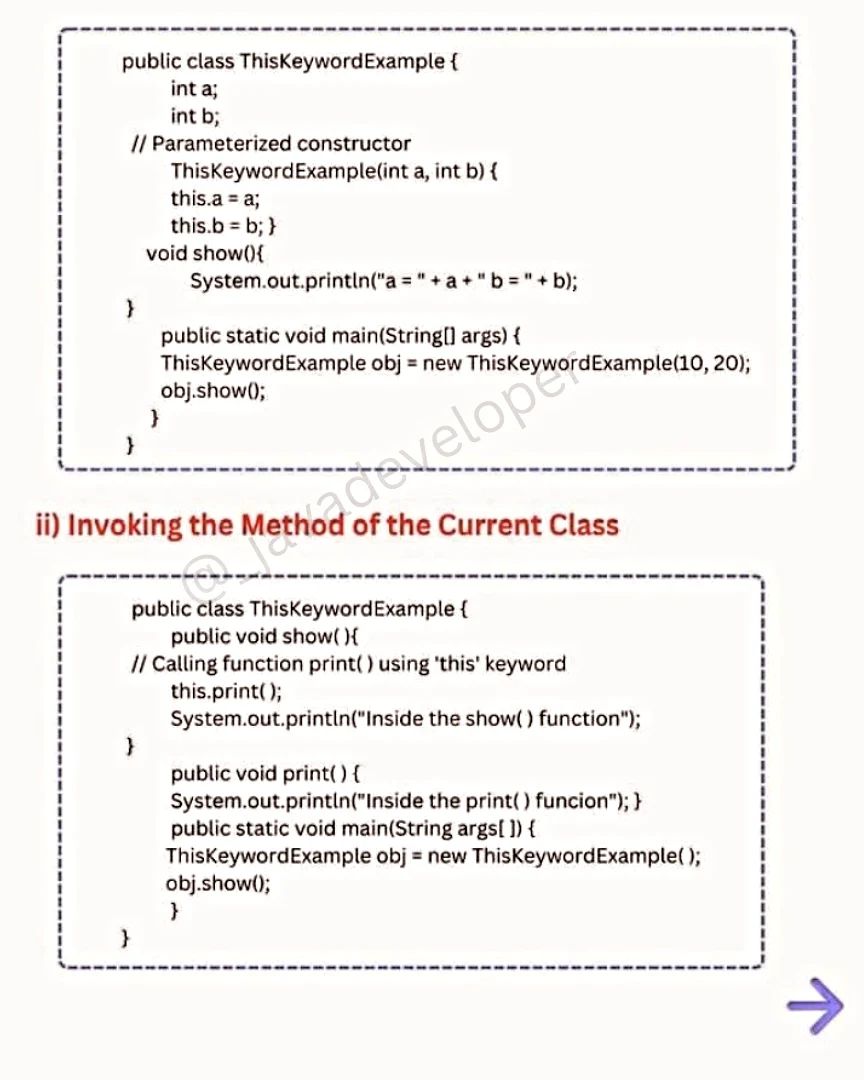 public class ThisKeywordExample {
int a;
int b;
// Parameterized constructor
ThisKeywordExample(int a, int b) {
this.a = a;
this.b = b; }
void show(){
System.out.println("a = " + a + " b = " + b);
}
public static void main(String[] args) {
ThisKeywordExample obj = new ThisKeywordExample(10, 20);
obj.show();
}
}
@_javadeveloper
ii) Invoking the Method of the Current Class
public class ThisKeywordExample {
public void show( ){
// Calling function print( ) using 'this' keyword
this.print( );
System.out.println("Inside the show( ) function");
}
public void print( ) {
System.out.println("Inside the print( ) funcion"); }
public static void main(String args[ ]) {
ThisKeywordExample obj = new ThisKeywordExample( );
obj.show();
}
}